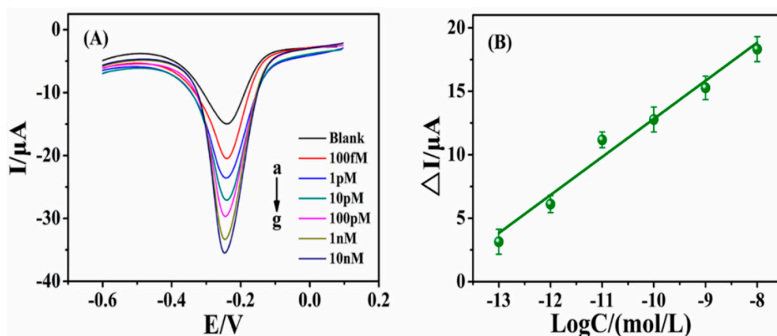 (A)
I/µA
0
-10
-20
-30
-40
-0.6
-0.4
-0.2
0.0
0.2
E/V
Blank
100fM
1pM
10pM
100pM
1nM
10nM
a
g
(B)
△I/µA
20
15
10
5
0
-13
-12
-11
-10
-9
-8
LogC/(mol/L)